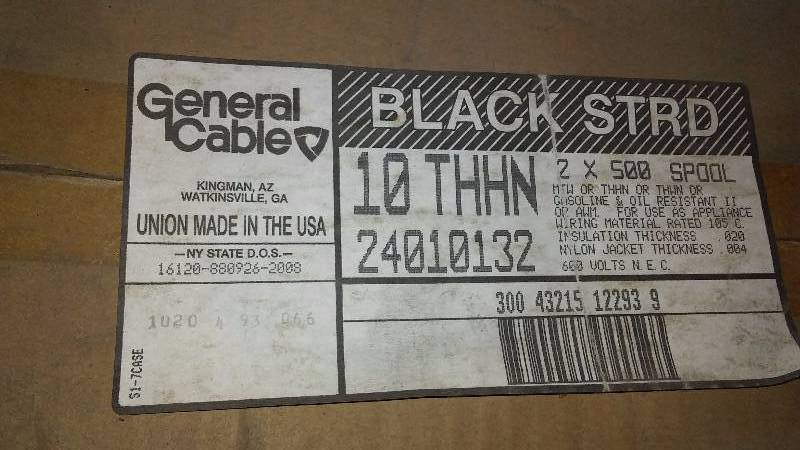 General
Cable
KINGMAN, AZ
WATKINSVILLE, GA
UNION MADE IN THE USA
—NY STATE D.O.S.—
16120-880926-2008
1020 4 93 066
S1-7CASE
BLACK STRD
10 THHN
24010132
2 X 500 SPOOL
MTW OR THHN OR THWN OR
GASOLINE & OIL RESISTANT II
OR AWM. FOR USE AS APPLIANCE
WIRING MATERIAL RATED 105 C.
INSULATION THICKNESS .020
NYLON JACKET THICKNESS .004
600 VOLTS N.E.C.
300 43215 12293 9